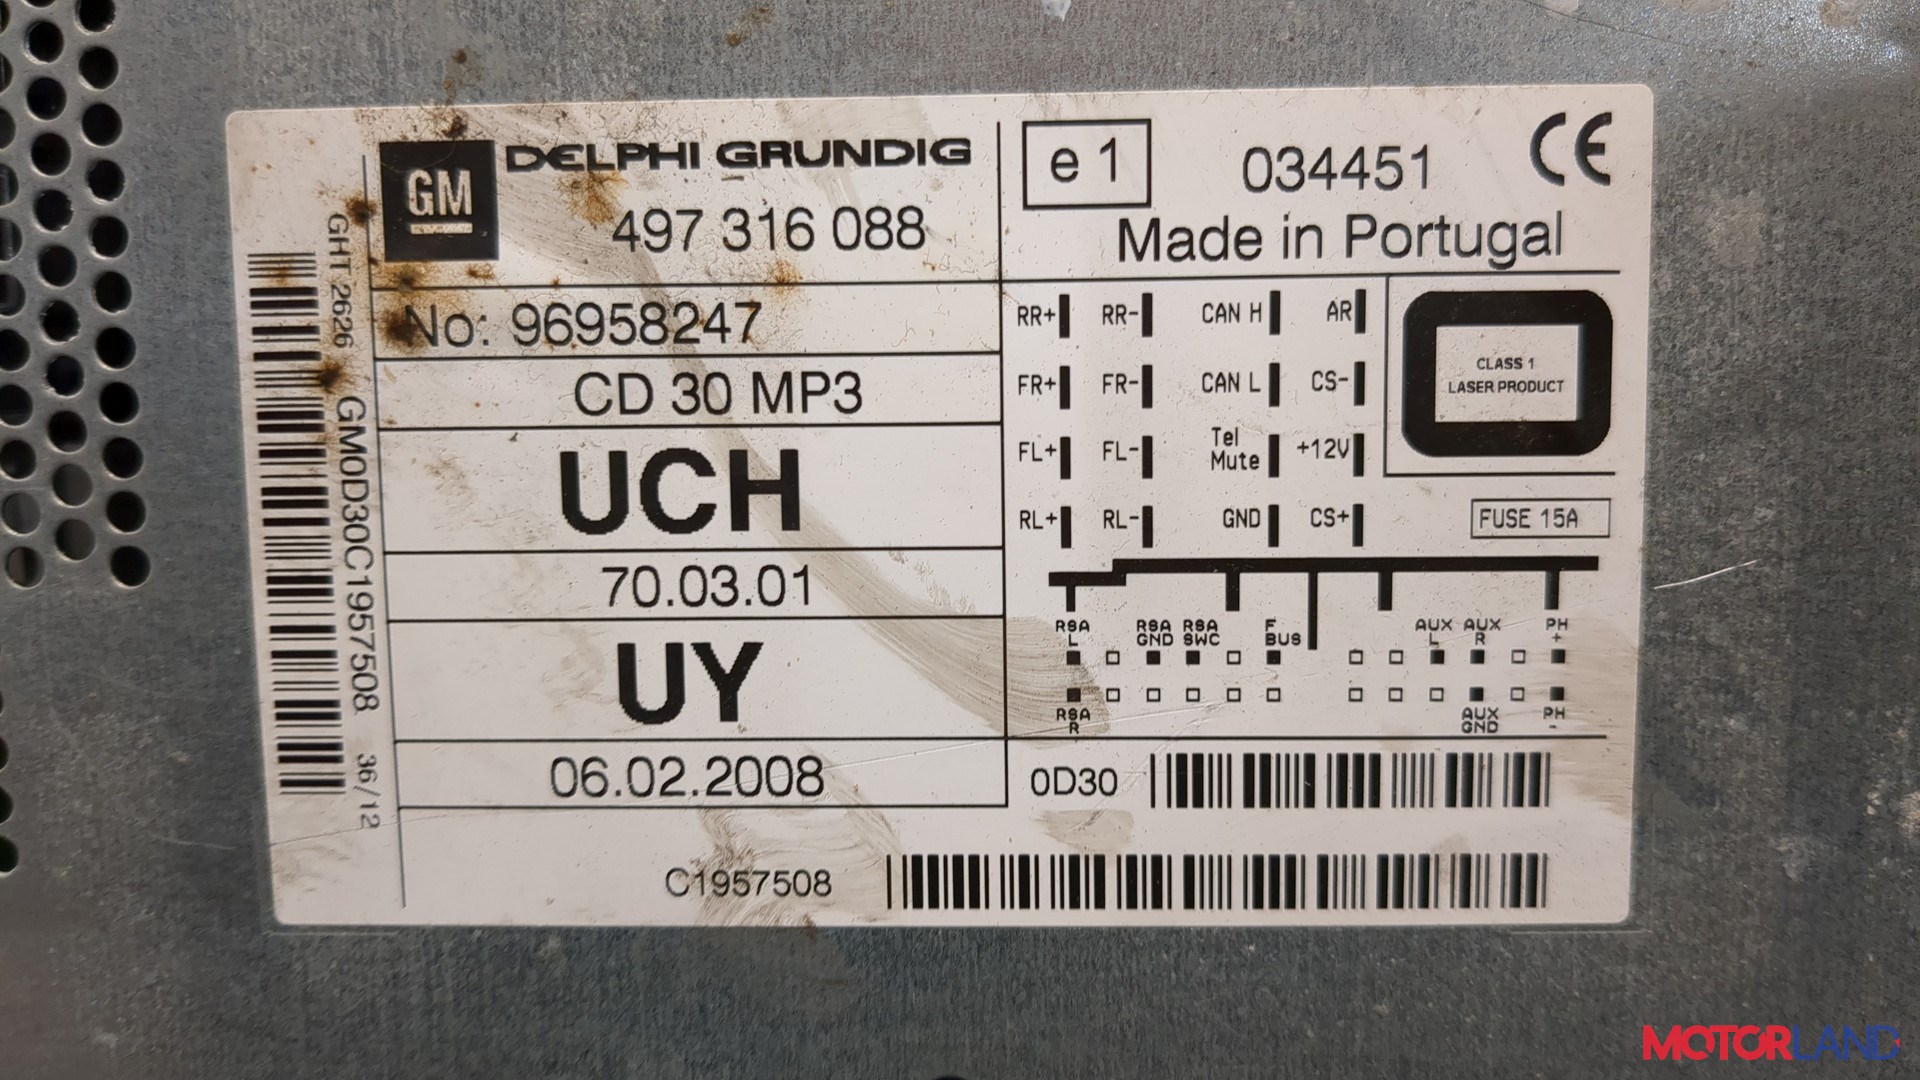 GM DELPHI GRUNDIG
497 316 088
No: 96958247
CD 30 MP3
UCH
70.03.01
UY
06.02.2008
GHT 2626 GM0D30C1957508 36/12
e 1 034451 CE
Made in Portugal
RR+ RR- CAN H AR
FR+ FR- CAN L CS-
FL+ FL- Tel Mute +12V
RL+ RL- GND CS+
CLASS 1
LASER PRODUCT
FUSE 15A
RSA L RSA GND RSA SWC F BUS AUX L AUX R PH +
RSA R AUX GND PH -
0D30
C1957508
MOTORLAND